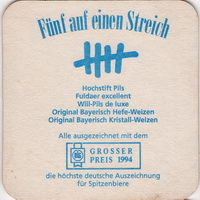 Fünf auf einen Streich
Hochstift Pils
Fuldaer excellent
Will-Pils de luxe
Original Bayerisch Hefe-Weizen
Original Bayerisch Kristall-Weizen
Alle ausgezeichnet mit dem
GROSSER
PREIS 1994
die höchste deutsche Auszeichnung
für Spitzenbiere